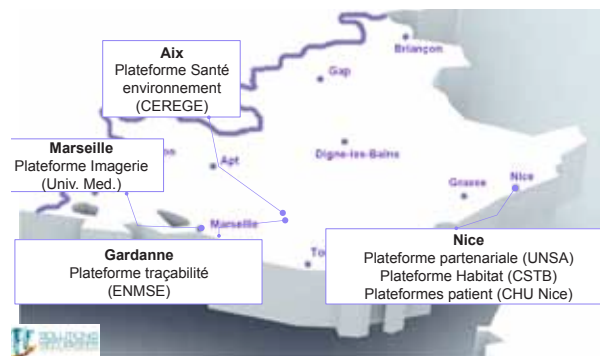 Briançon
Gap
Aix
Plateforme Santé
environnement
(CEREGE)
Marseille
Plateforme Imagerie
(Univ. Med.)
Apt
Digne-les-Bains
Grasse
Nice
Marseille
Gardanne
Plateforme traçabilité
(ENMSE)
Nice
Plateforme partenariale (UNSA)
Plateforme Habitat (CSTB)
Plateformes patient (CHU Nice)
SOLUTIONS